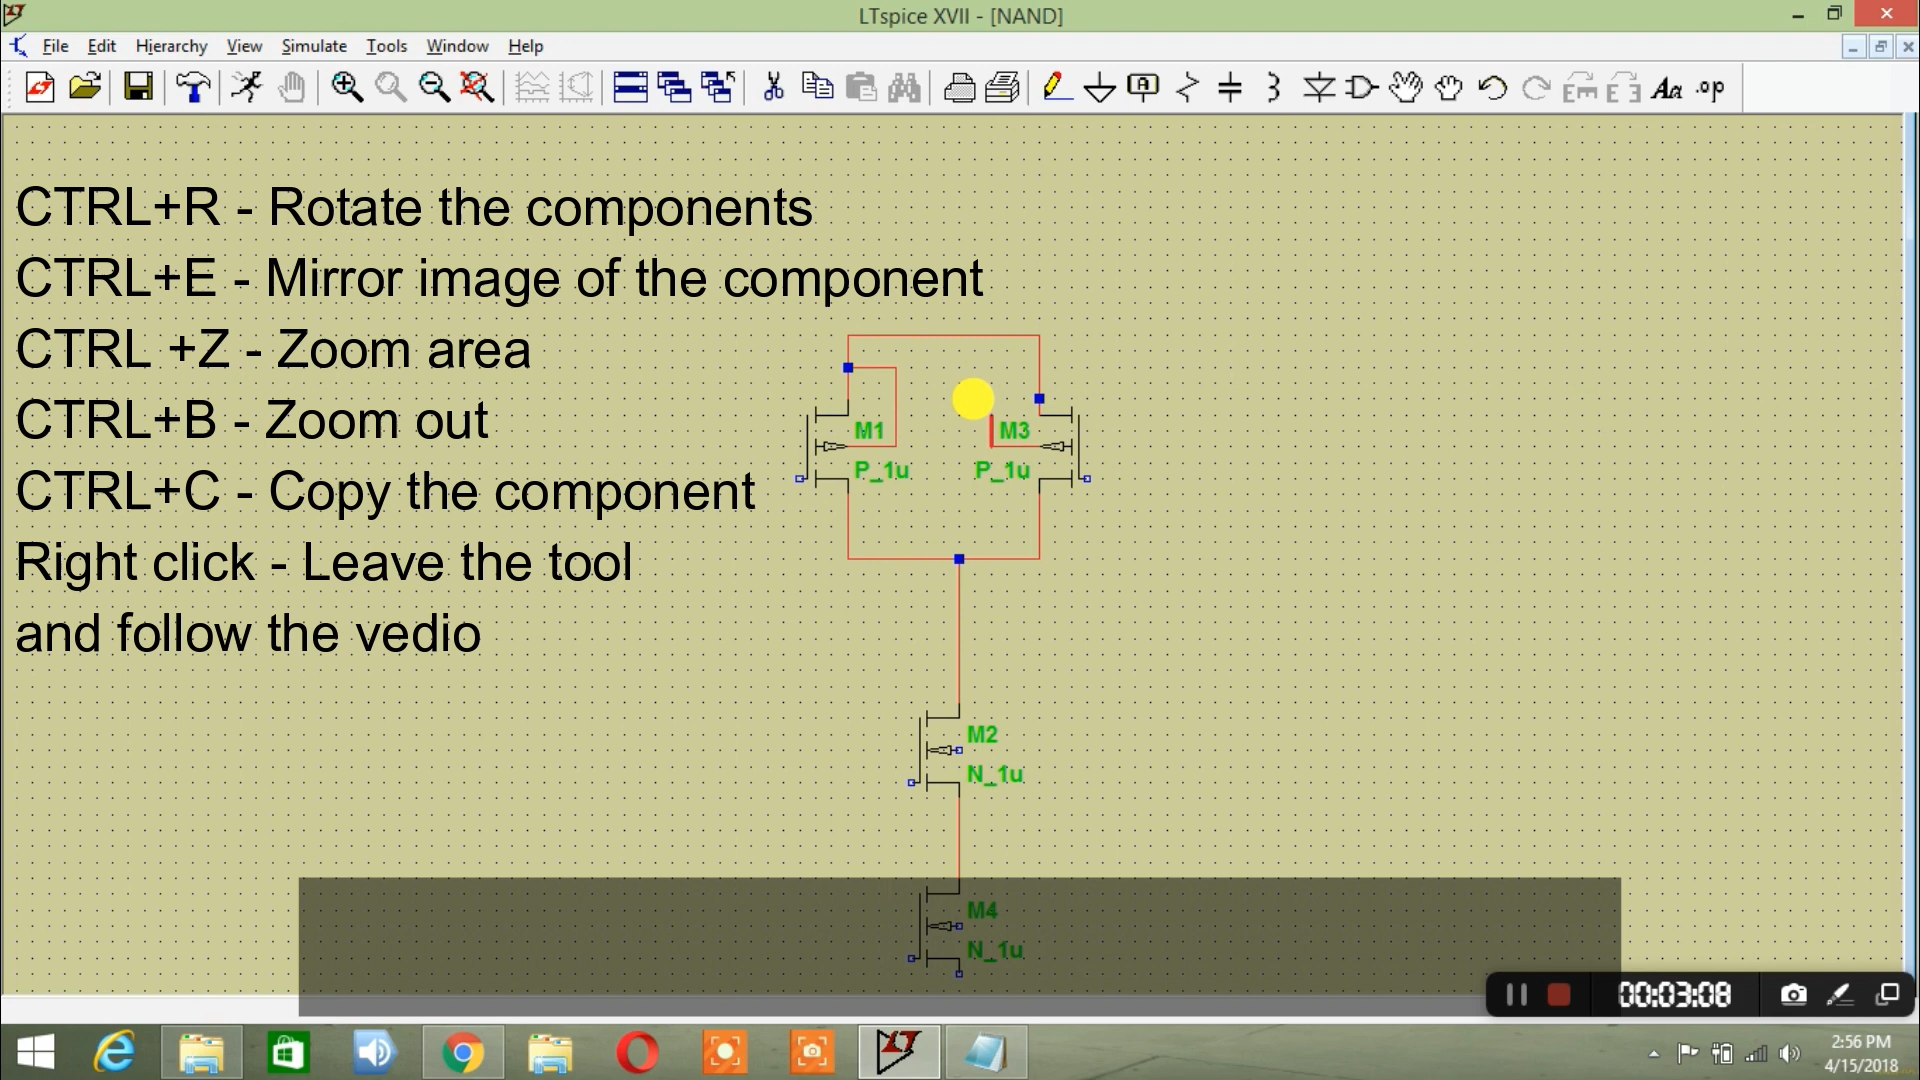 LTspice XVII - [NAND]
File Edit Hierarchy View Simulate Tools Window Help
A Aa .op
CTRL+R - Rotate the components
CTRL+E - Mirror image of the component
CTRL +Z - Zoom area
CTRL+B - Zoom out
CTRL+C - Copy the component
Right click - Leave the tool
and follow the vedio
M1 M3
P_1u P_1u
M2
N_1u
M4
N_1u
00:03:08
2:56 PM
4/15/2018